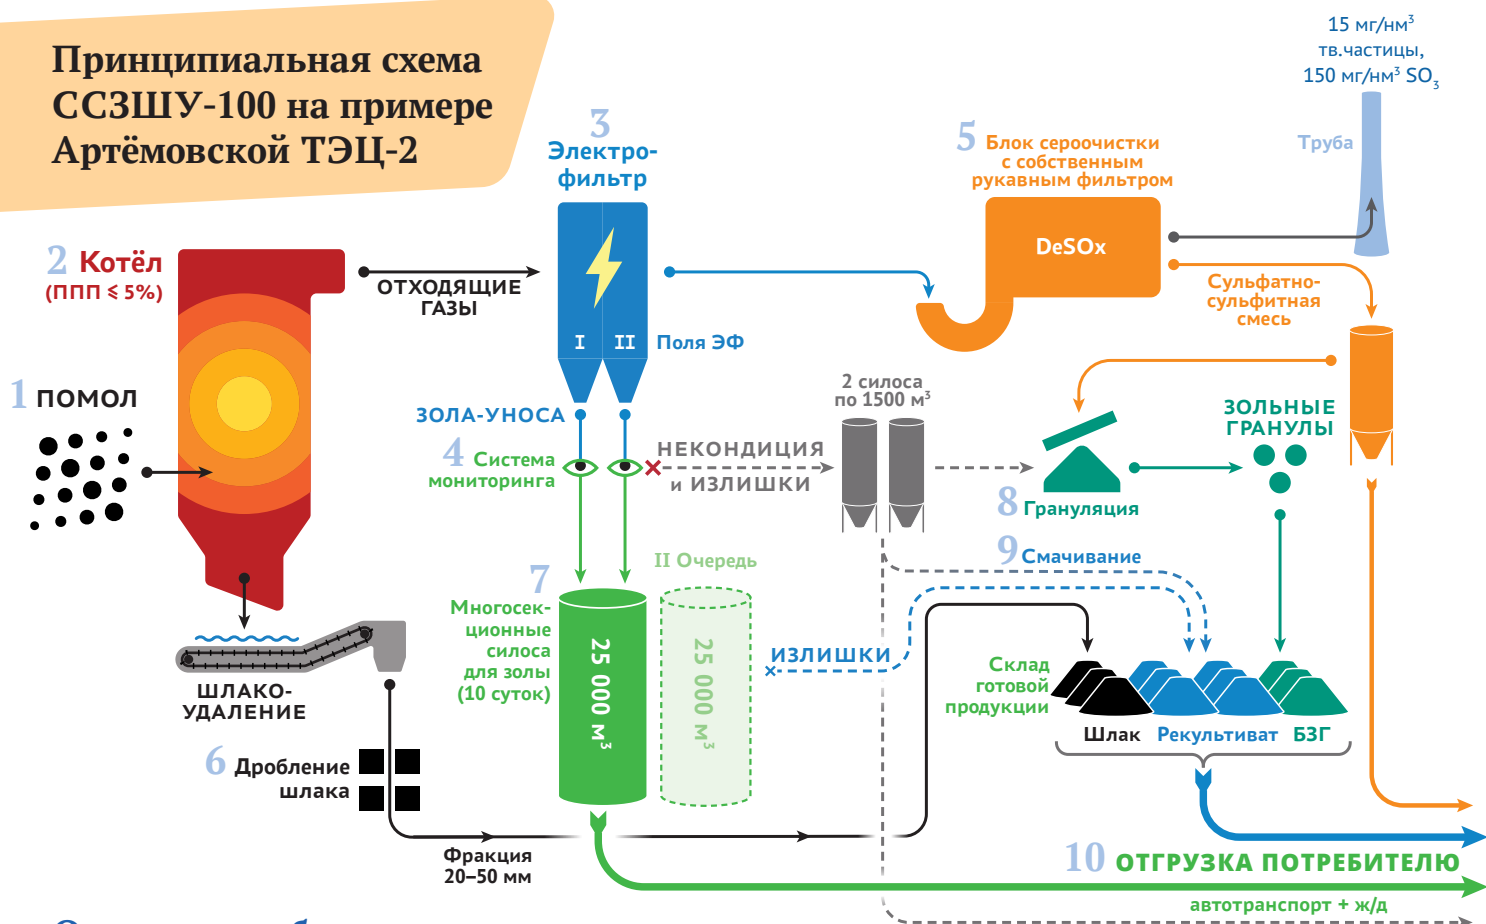 Принципиальная схема
ССЗШУ-100 на примере
Артёмовской ТЭЦ-2
15 мг/нм³
тв.частицы,
150 мг/нм³ SO₃
Труба
3
Электро-
фильтр
5 Блок сероочистки
с собственным
рукавным фильтром
DeSOx
2 Котёл
(ППП ⩽ 5%)
ОТХОДЯЩИЕ
ГАЗЫ
I II Поля ЭФ
Сульфатно-
сульфитная
смесь
1 ПОМОЛ
ЗОЛА-УНОСА
4 Система
мониторинга
2 силоса
по 1500 м³
НЕКОНДИЦИЯ
и ИЗЛИШКИ
ЗОЛЬНЫЕ
ГРАНУЛЫ
8 Грануляция
9 Смачивание
7
Многосек-
ционные
силоса
для золы
(10 суток)
II Очередь
25 000 м³
25 000 м³
ИЗЛИШКИ
Склад
готовой
продукции
Шлак Рекультиват БЗГ
ШЛАКО-
УДАЛЕНИЕ
6 Дробление
шлака
Фракция
20–50 мм
10 ОТГРУЗКА ПОТРЕБИТЕЛЮ
автотранспорт + ж/д